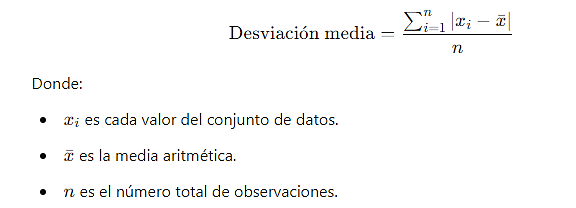 Desviación media = \frac{\sum_{i=1}^{n} |x_i - \bar{x}|}{n}
Donde:
• x_i es cada valor del conjunto de datos.
• \bar{x} es la media aritmética.
• n es el número total de observaciones.